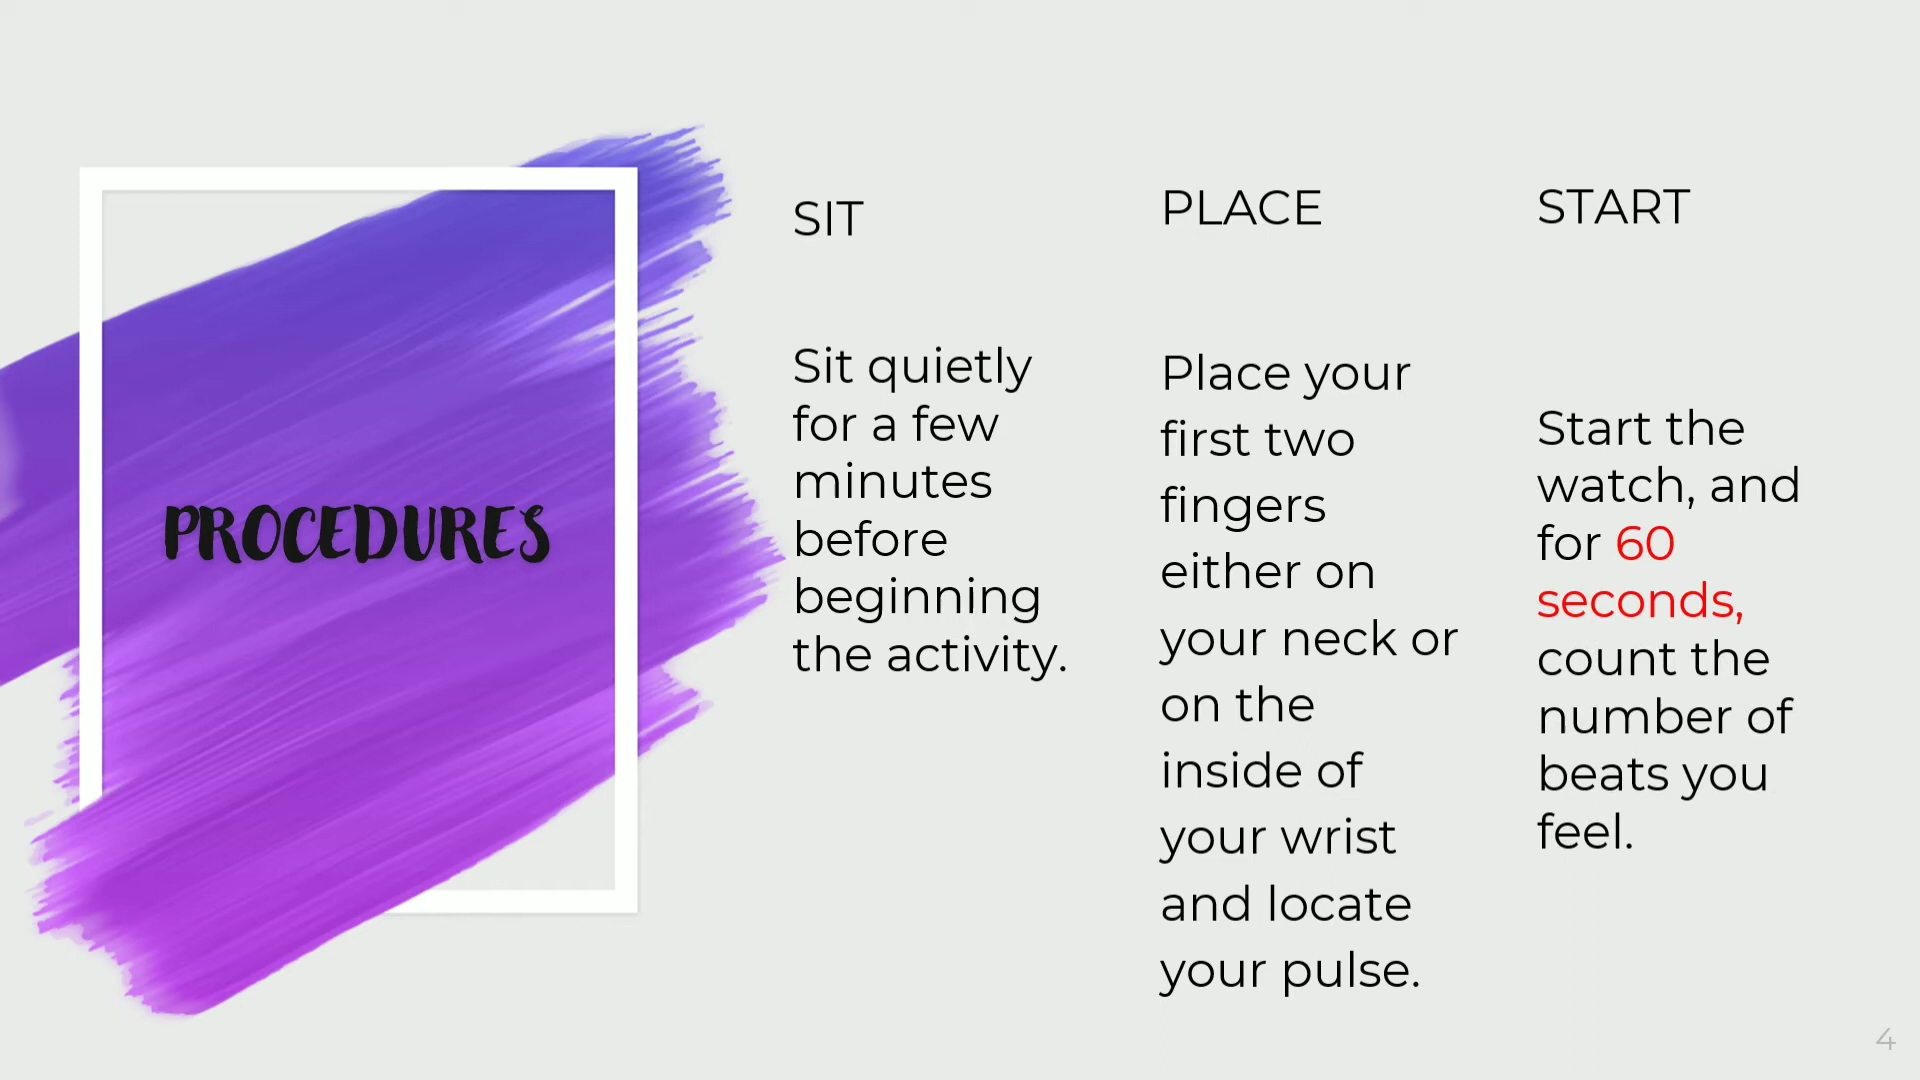 PROCEDURES
SIT
Sit quietly
for a few
minutes
before
beginning
the activity.
PLACE
Place your
first two
fingers
either on
your neck or
on the
inside of
your wrist
and locate
your pulse.
START
Start the
watch, and
for 60
seconds,
count the
number of
beats you
feel.
4